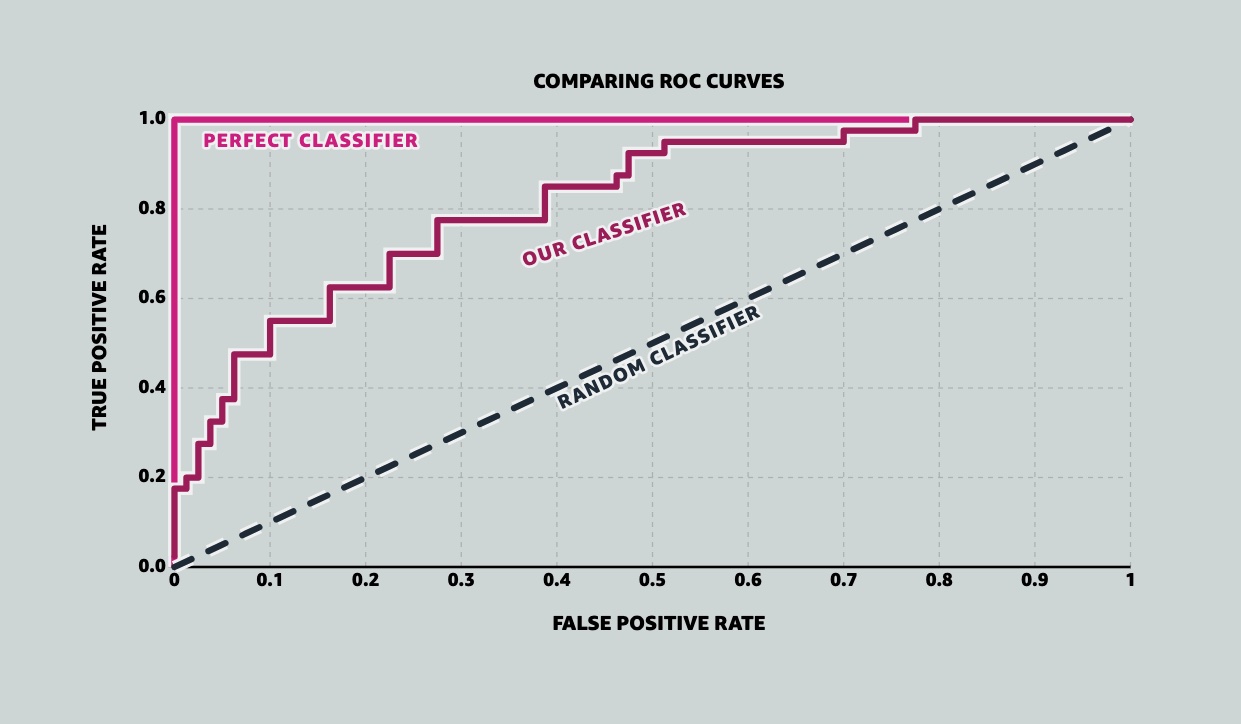 COMPARING ROC CURVES
1.0
PERFECT CLASSIFIER
0.8
OUR CLASSIFIER
TRUE POSITIVE RATE
0.6
RANDOM CLASSIFIER
0.4
0.2
0.0
0 0.1 0.2 0.3 0.4 0.5 0.6 0.7 0.8 0.9 1
FALSE POSITIVE RATE